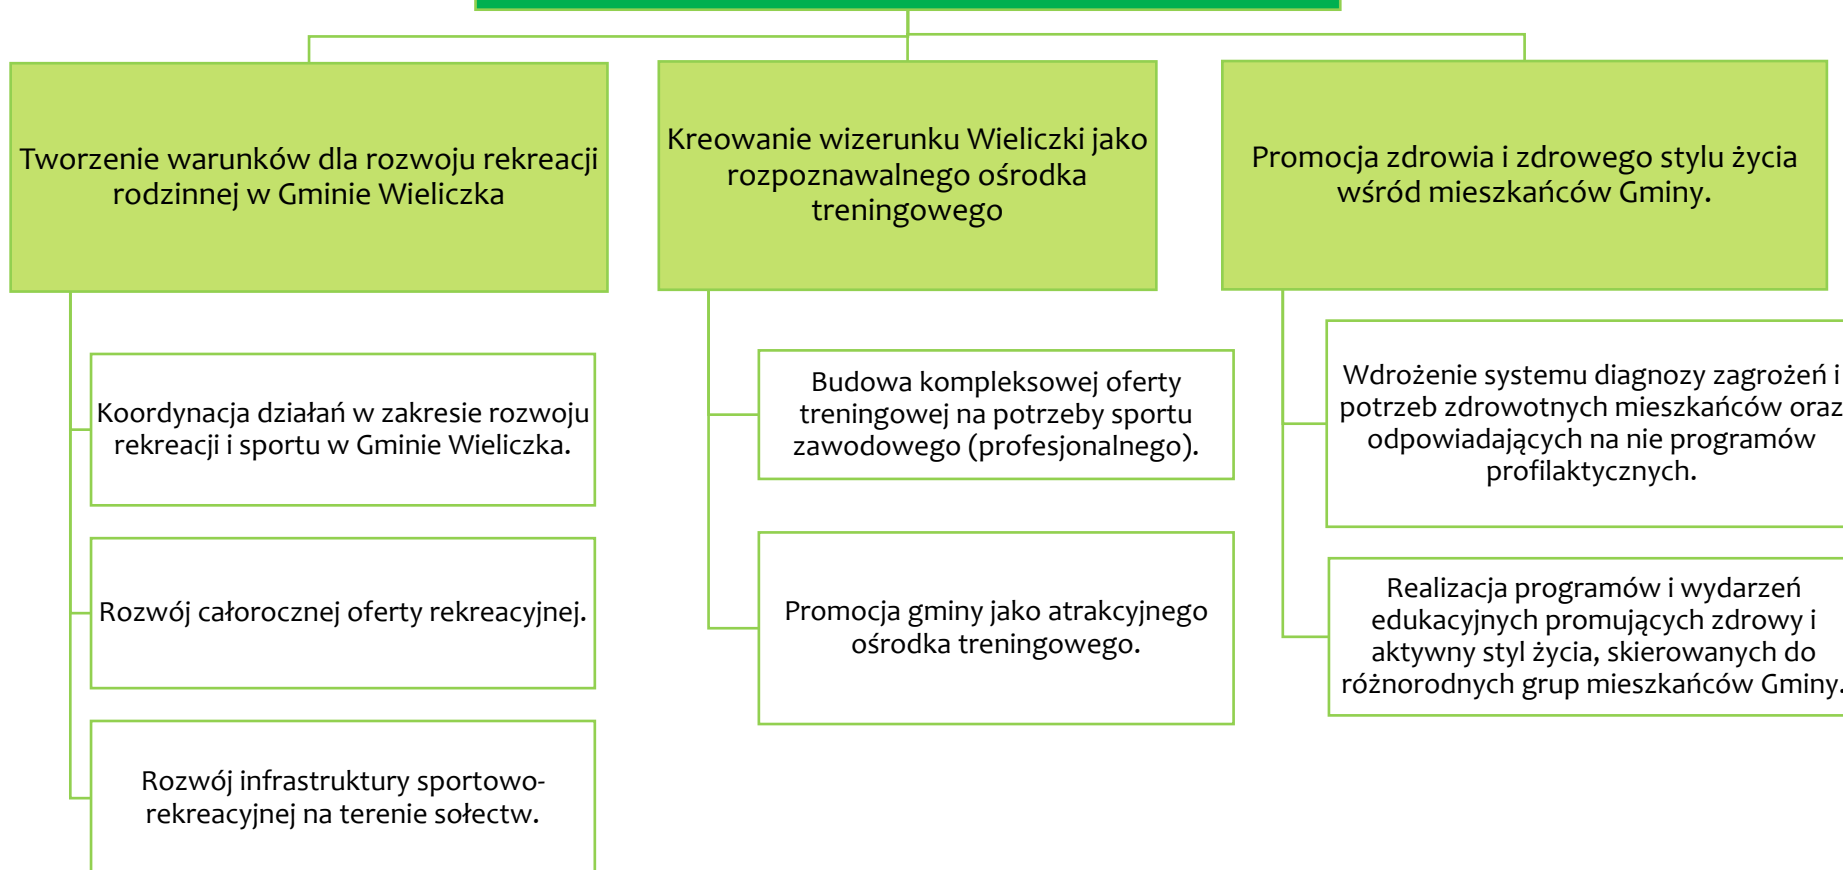 Tworzenie warunków dla rozwoju rekreacji
rodzinnej w Gminie Wieliczka
Kreowanie wizerunku Wieliczki jako
rozpoznawalnego ośrodka
treningowego
Promocja zdrowia i zdrowego stylu życia
wśród mieszkańców Gminy.
Koordynacja działań w zakresie rozwoju
rekreacji i sportu w Gminie Wieliczka.
Rozwój całorocznej oferty rekreacyjnej.
Rozwój infrastruktury sportowo-
rekreacyjnej na terenie sołectw.
Budowa kompleksowej oferty
treningowej na potrzeby sportu
zawodowego (profesjonalnego).
Promocja gminy jako atrakcyjnego
ośrodka treningowego.
Wdrożenie systemu diagnozy zagrożeń i
potrzeb zdrowotnych mieszkańców oraz
odpowiadających na nie programów
profilaktycznych.
Realizacja programów i wydarzeń
edukacyjnych promujących zdrowy i
aktywny styl życia, skierowanych do
różnorodnych grup mieszkańców Gminy.